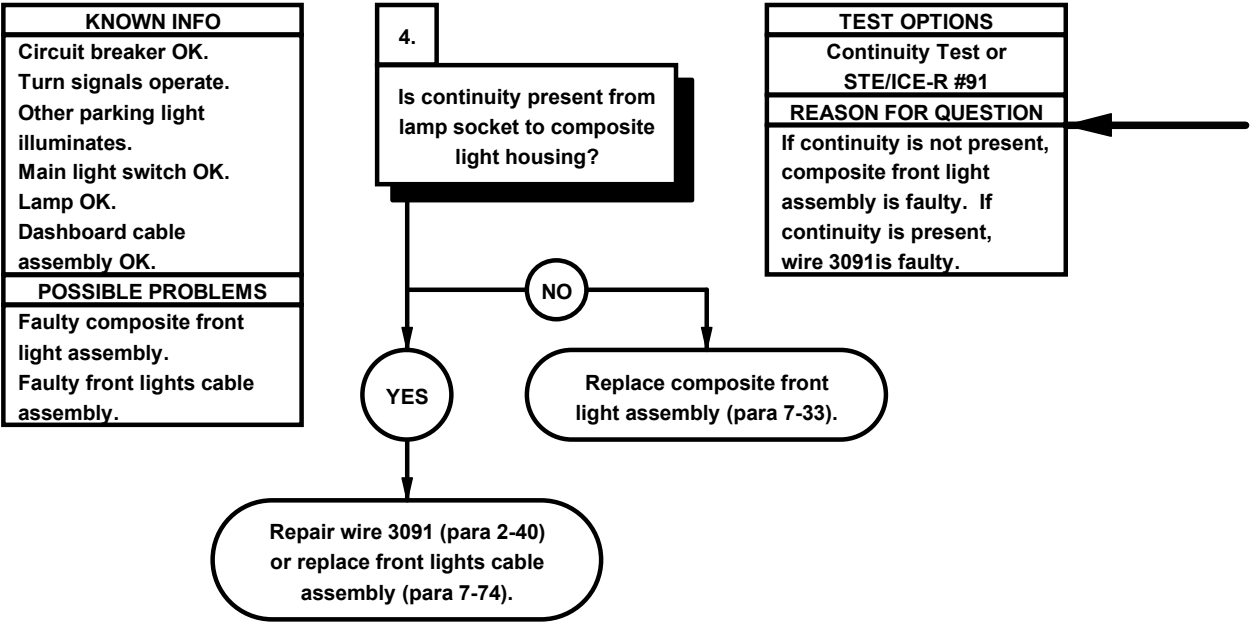 KNOWN INFO
Circuit breaker OK.
Turn signals operate.
Other parking light
illuminates.
Main light switch OK.
Lamp OK.
Dashboard cable
assembly OK.
POSSIBLE PROBLEMS
Faulty composite front
light assembly.
Faulty front lights cable
assembly.
4.
Is continuity present from
lamp socket to composite
light housing?
TEST OPTIONS
Continuity Test or
STE/ICE-R #91
REASON FOR QUESTION
If continuity is not present,
composite front light
assembly is faulty. If
continuity is present,
wire 3091is faulty.
NO
YES
Replace composite front
light assembly (para 7-33).
Repair wire 3091 (para 2-40)
or replace front lights cable
assembly (para 7-74).